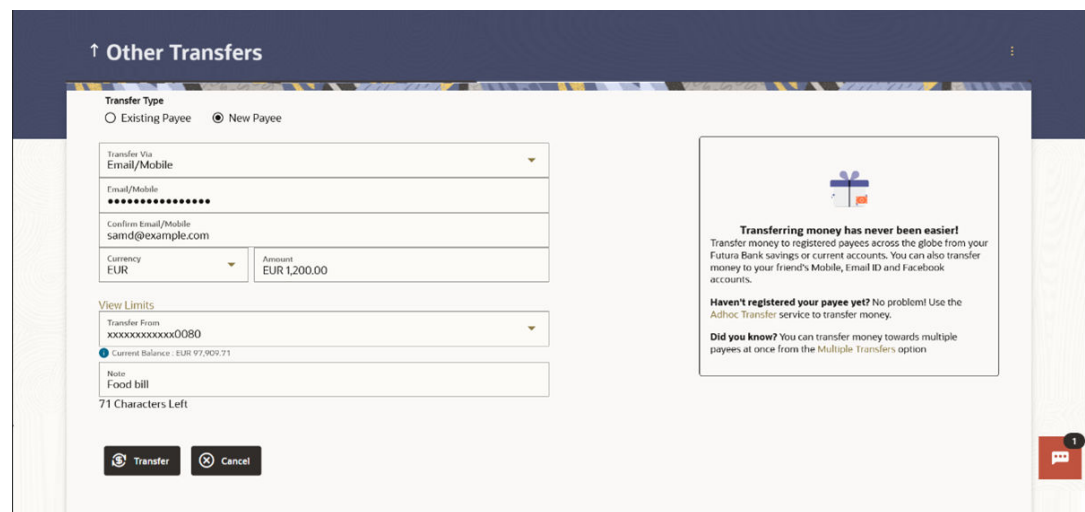 Other Transfers
Transfer Type
Existing Payee
New Payee
Transfer Via
Email/Mobile
Email/Mobile
••••••••••••••••
Confirm Email/Mobile
samd@example.com
Currency
EUR
Amount
EUR 1,200.00
View Limits
Transfer From
xxxxxxxxxxxx0080
Current Balance : EUR 97,909.71
Note
Food bill
71 Characters Left
Transfer
Cancel
Transferring money has never been easier!
Transfer money to registered payees across the globe from your
Futura Bank savings or current accounts. You can also transfer
money to your friend's Mobile, Email ID and Facebook
accounts.
Haven't registered your payee yet? No problem! Use the
Adhoc Transfer service to transfer money.
Did you know? You can transfer money towards multiple
payees at once from the Multiple Transfers option
1